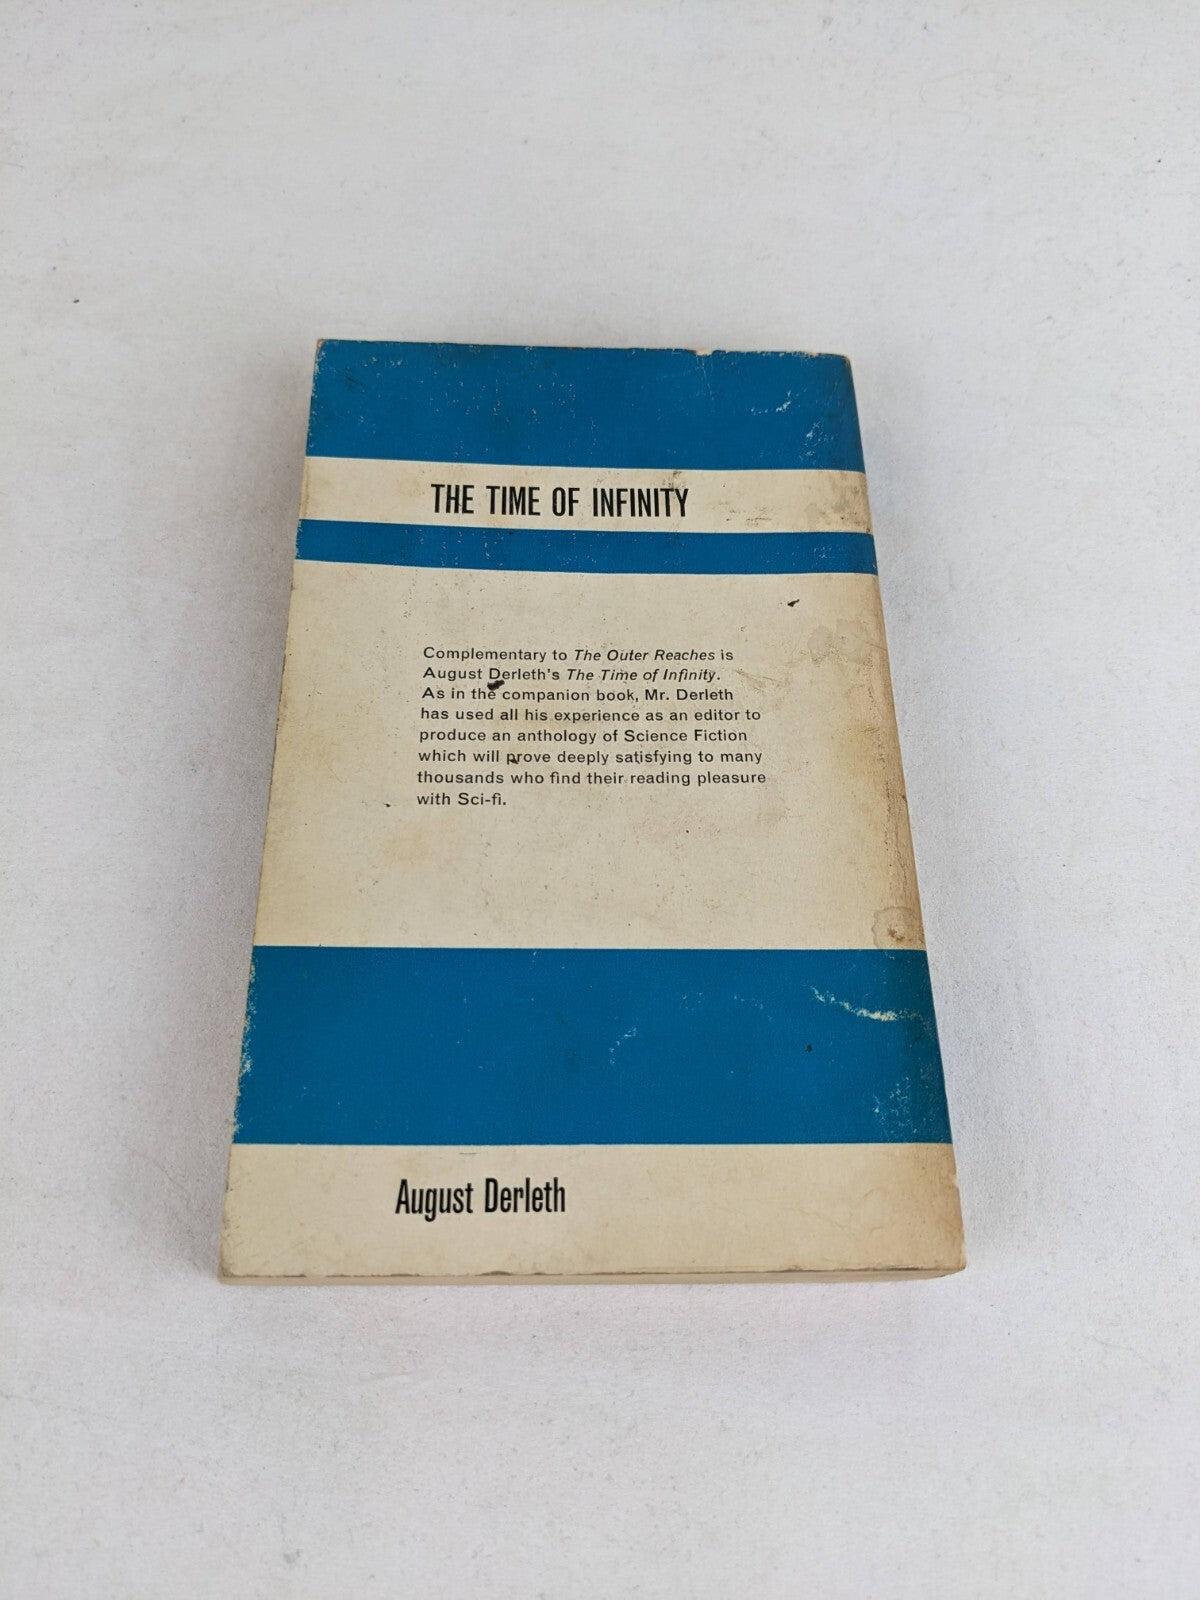 THE TIME OF INFINITY
Complementary to The Outer Reaches is
August Derleth's The Time of Infinity.
As in the companion book, Mr. Derleth
has used all his experience as an editor to
produce an anthology of Science Fiction
which will prove deeply satisfying to many
thousands who find their reading pleasure
with Sci-fi.
August Derleth